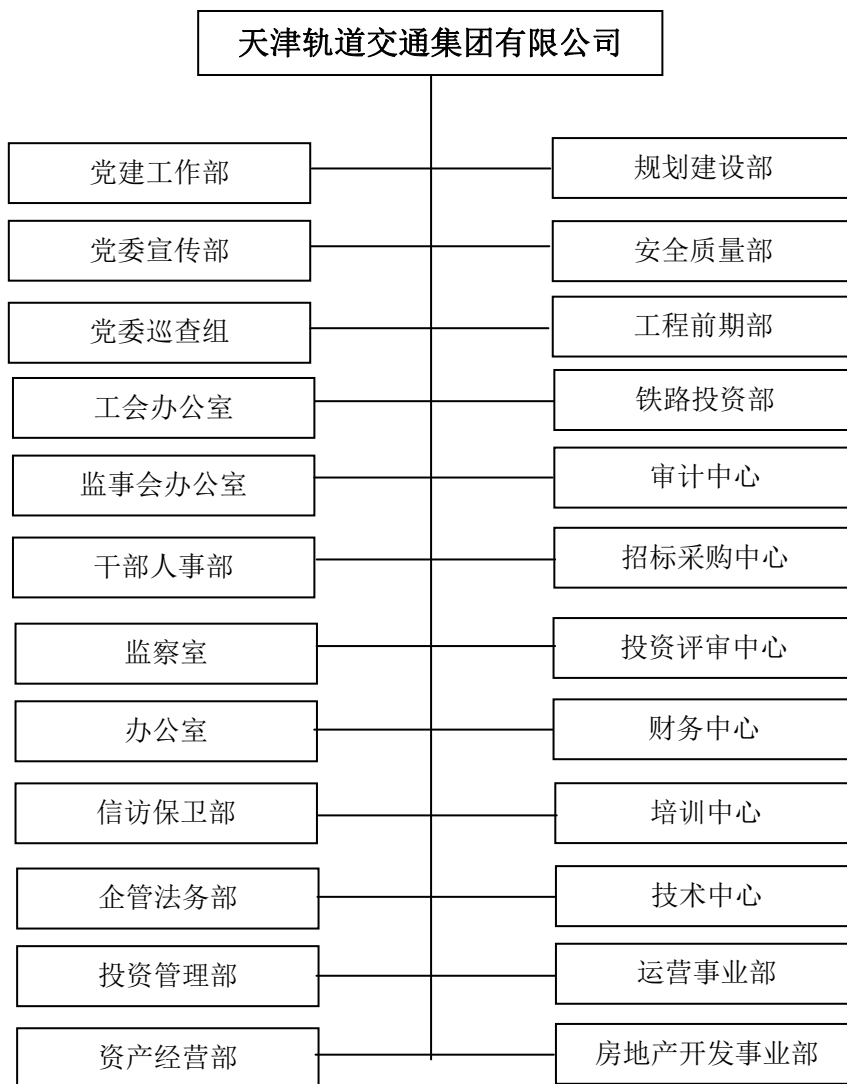 天津轨道交通集团有限公司
党建工作部
规划建设部
党委宣传部
安全质量部
党委巡查组
工程前期部
工会办公室
铁路投资部
监事会办公室
审计中心
干部人事部
招标采购中心
监察室
投资评审中心
办公室
财务中心
信访保卫部
培训中心
企管法务部
技术中心
投资管理部
运营事业部
资产经营部
房地产开发事业部